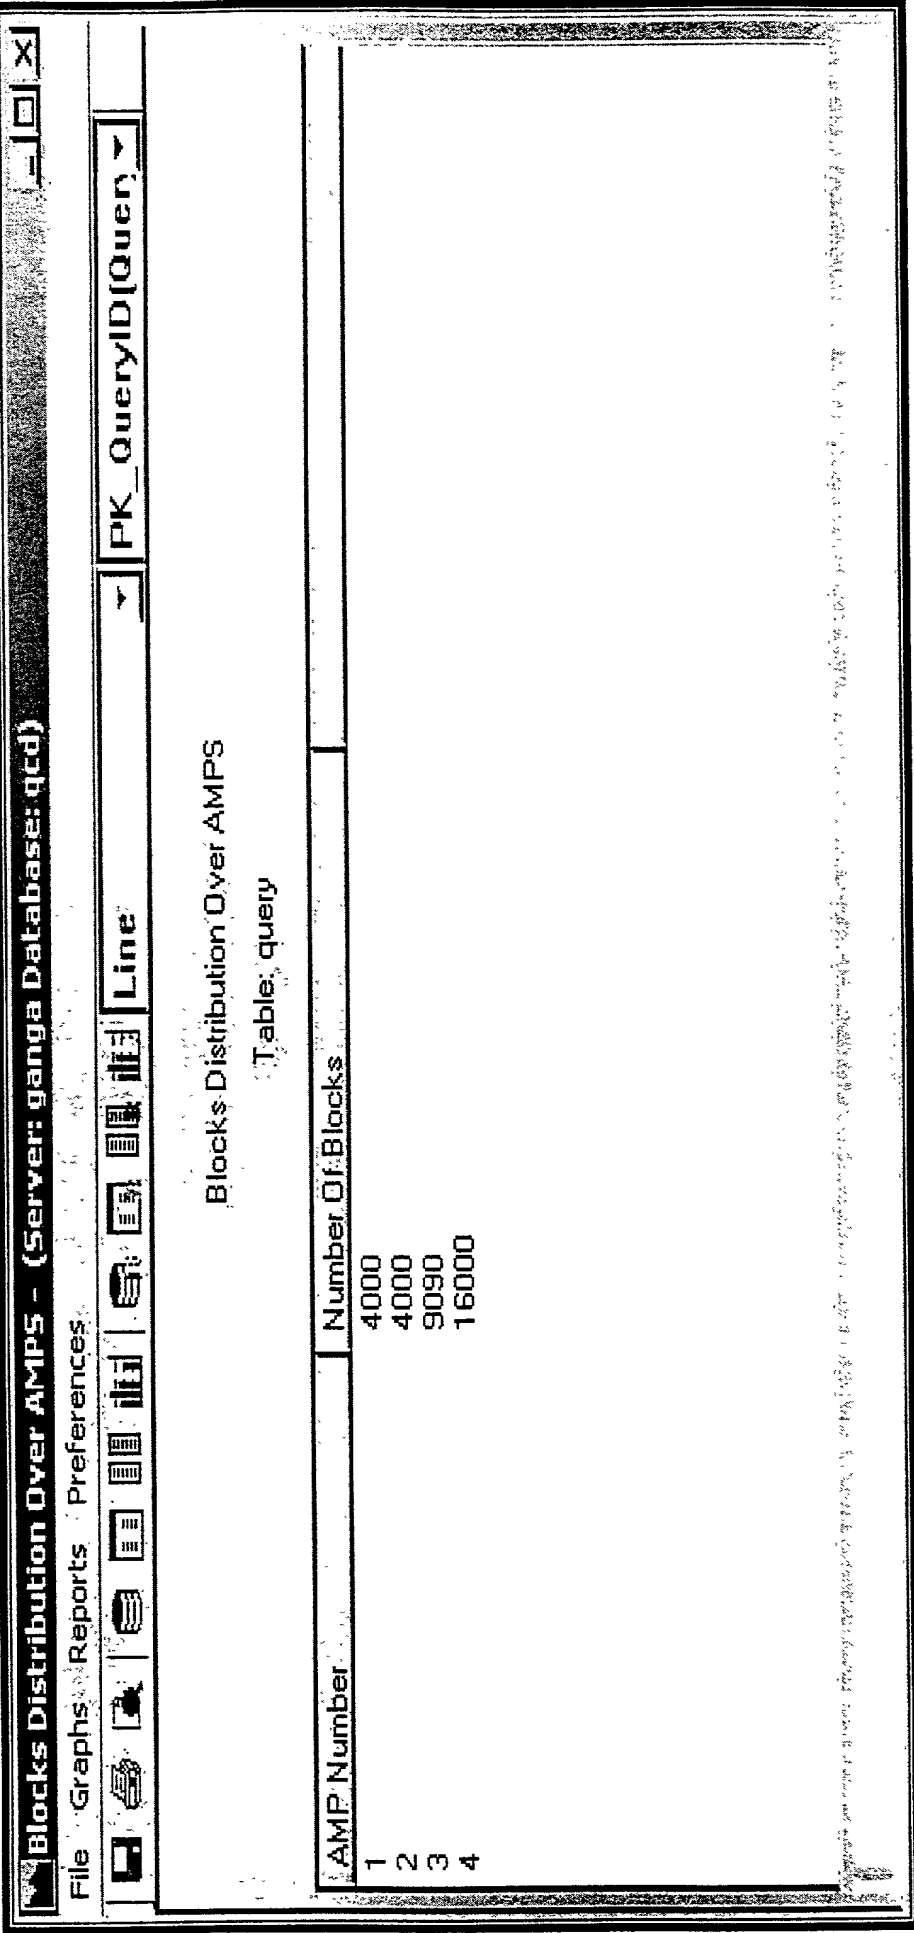 Blocks Distribution Over AMPS - (Server: ganga Database: qcd)
File Graphs Reports Preferences
Line PK_QueryID(Quer
Blocks Distribution Over AMPS
Table: query
AMP Number Number Of Blocks
1 4000
2 4000
3 9090
4 16000